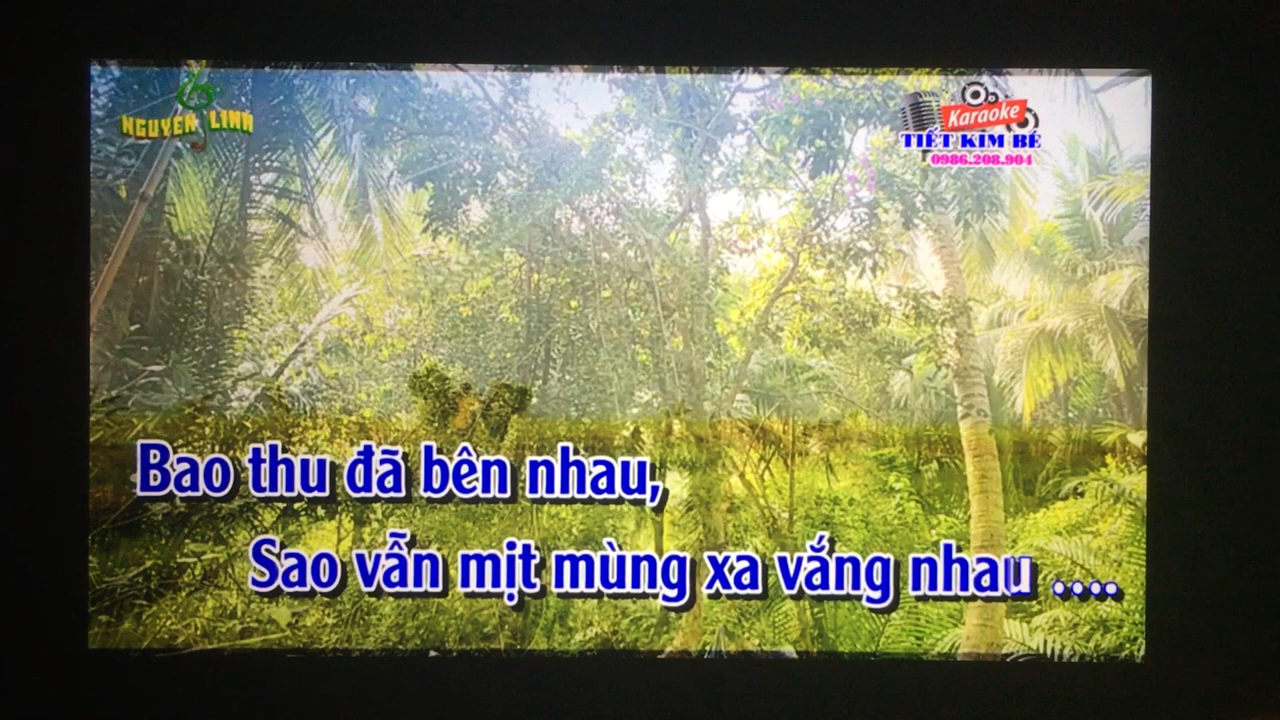 NGUYEN LINH
Karaoke
TIẾT KIM BÉ
0986.208.904
Bao thu đã bên nhau,
Sao vẫn mịt mùng xa vắng nhau ....